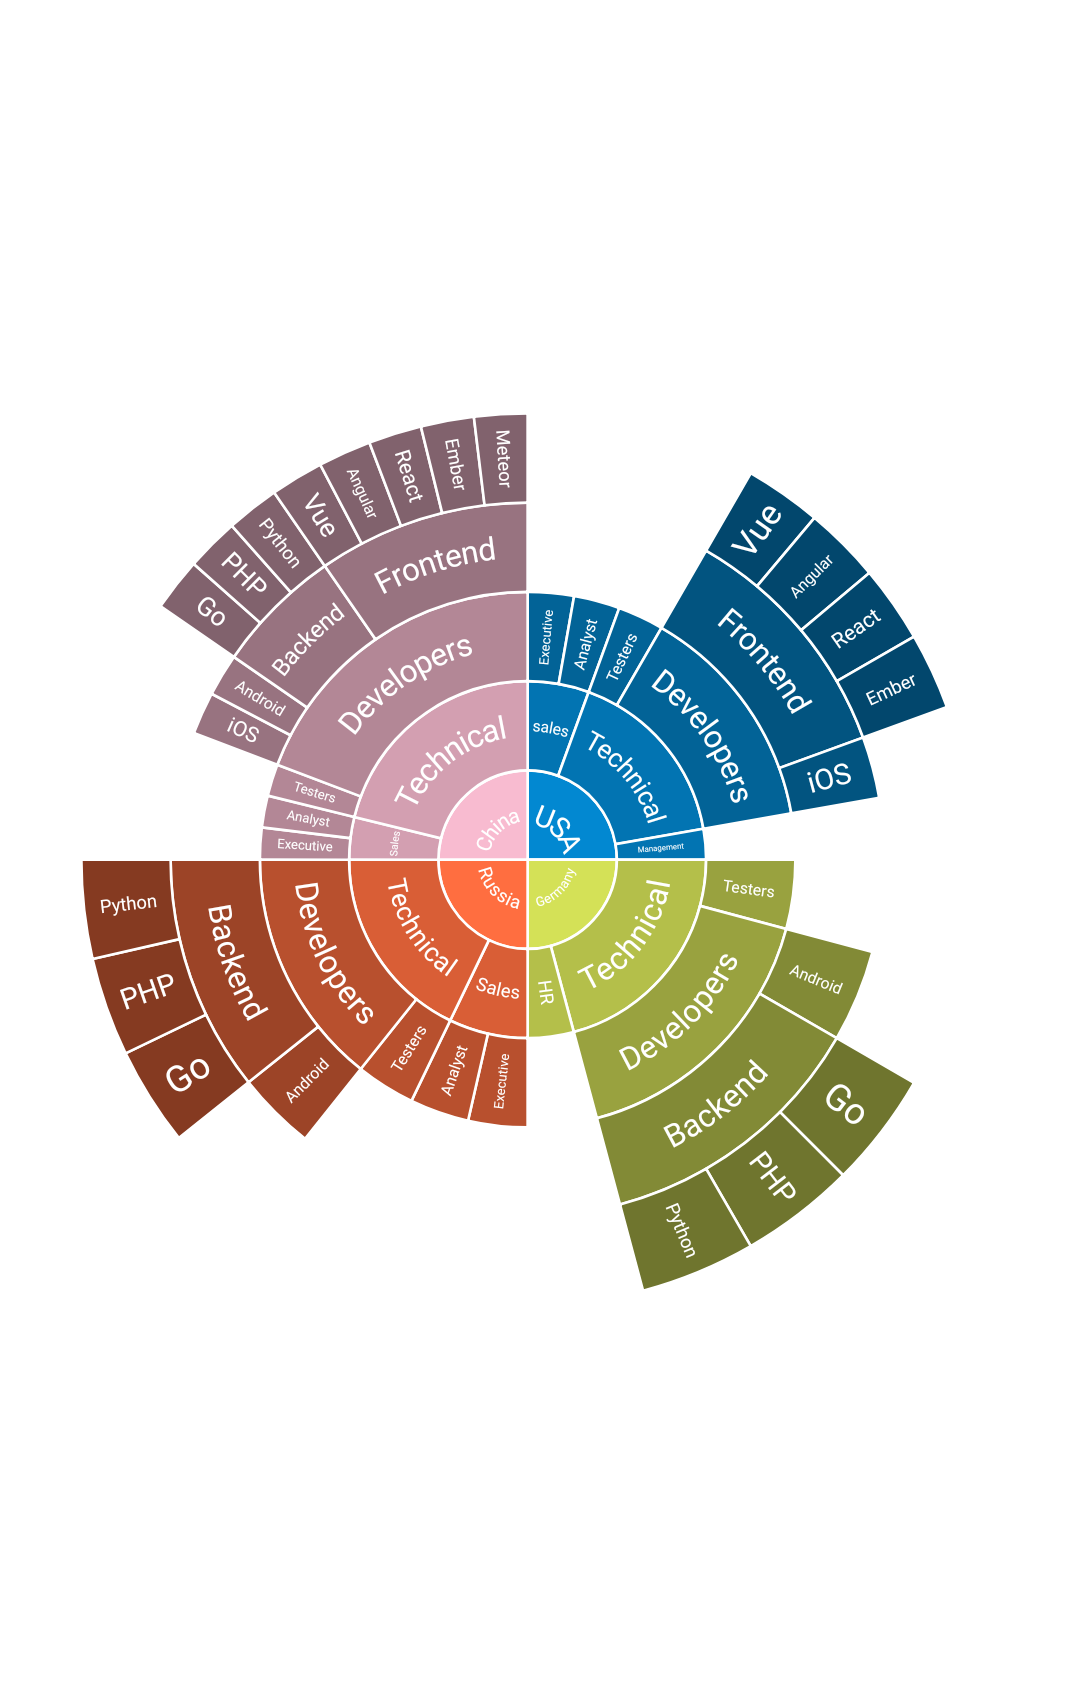 USA
sales
Executive
Analyst
Technical
Testers
Developers
Frontend
Vue
Angular
React
Ember
iOS
Management
Germany
Technical
Testers
Developers
Android
Backend
Go
PHP
Python
HR
Russia
Sales
Executive
Analyst
Technical
Testers
Developers
Android
Backend
Go
PHP
Python
China
Sales
Executive
Analyst
Technical
Testers
Developers
iOS
Android
Backend
Go
PHP
Python
Frontend
Vue
Angular
React
Ember
Meteor